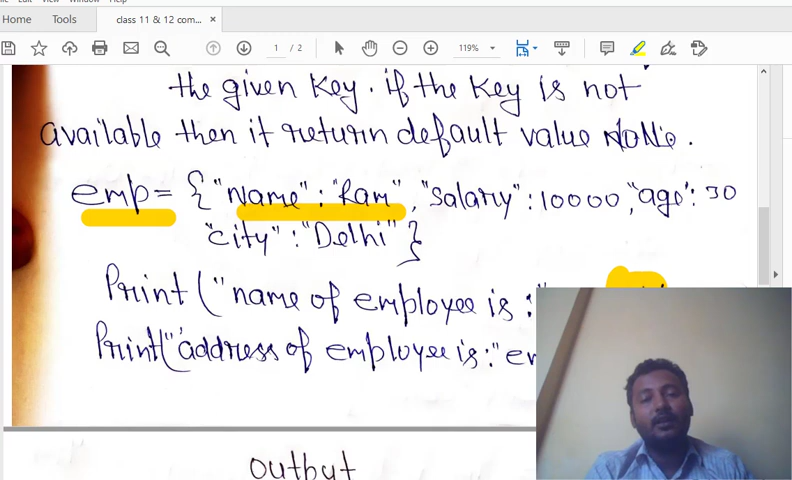 Home Tools class 11 & 12 com... ×
1 / 2 119%
the given Key. if the Key is not
available then it return default value NoNe.
emp= {"Name":"Ram", "Salary":10000, "age":30
"city":"Delhi"}
Print ("name of employee is :"
Print("address of employee is:" em
output